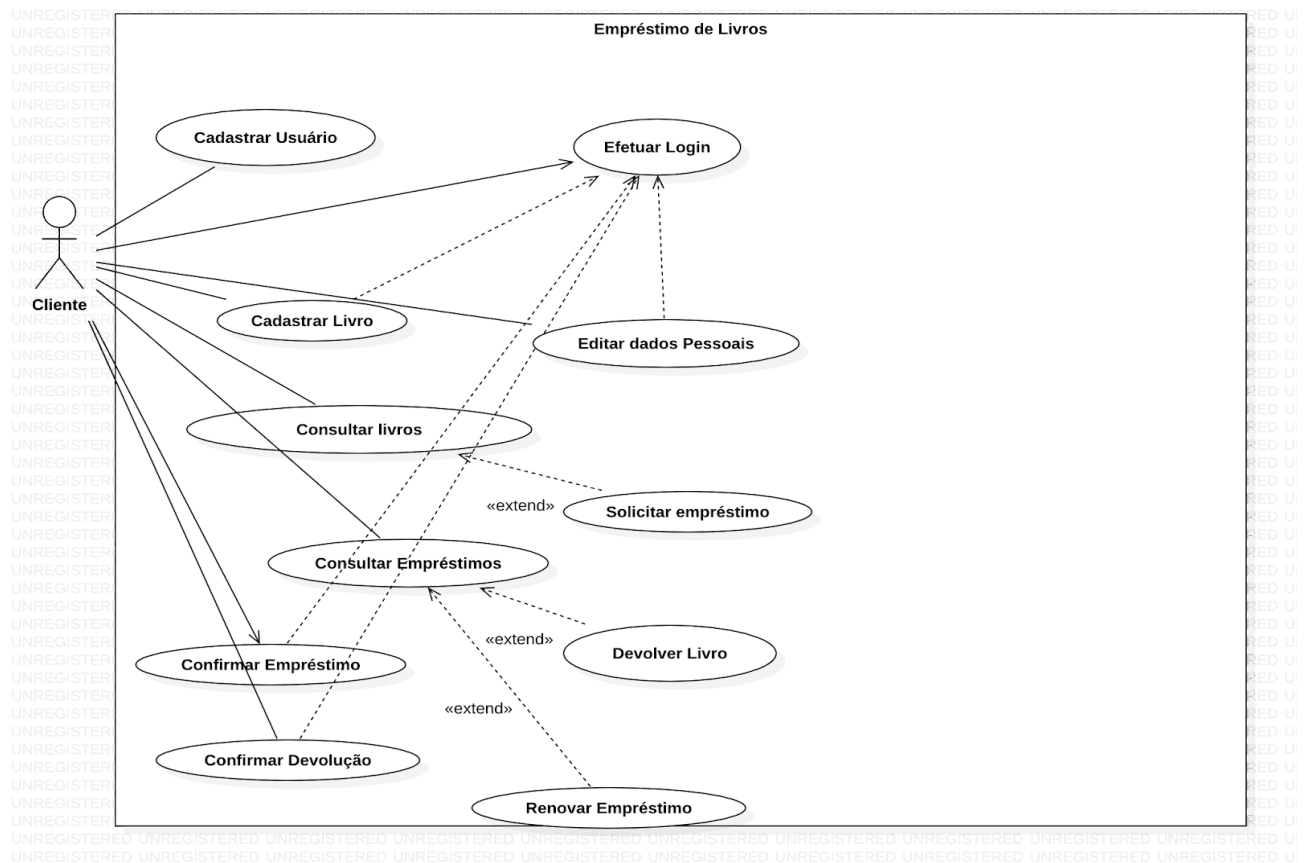 Empréstimo de Livros
Cadastrar Usuário
Efetuar Login
Cliente
Cadastrar Livro
Editar dados Pessoais
Consultar livros
«extend»
Solicitar empréstimo
Consultar Empréstimos
«extend»
Devolver Livro
Confirmar Empréstimo
«extend»
Confirmar Devolução
Renovar Empréstimo
UNREGISTERED